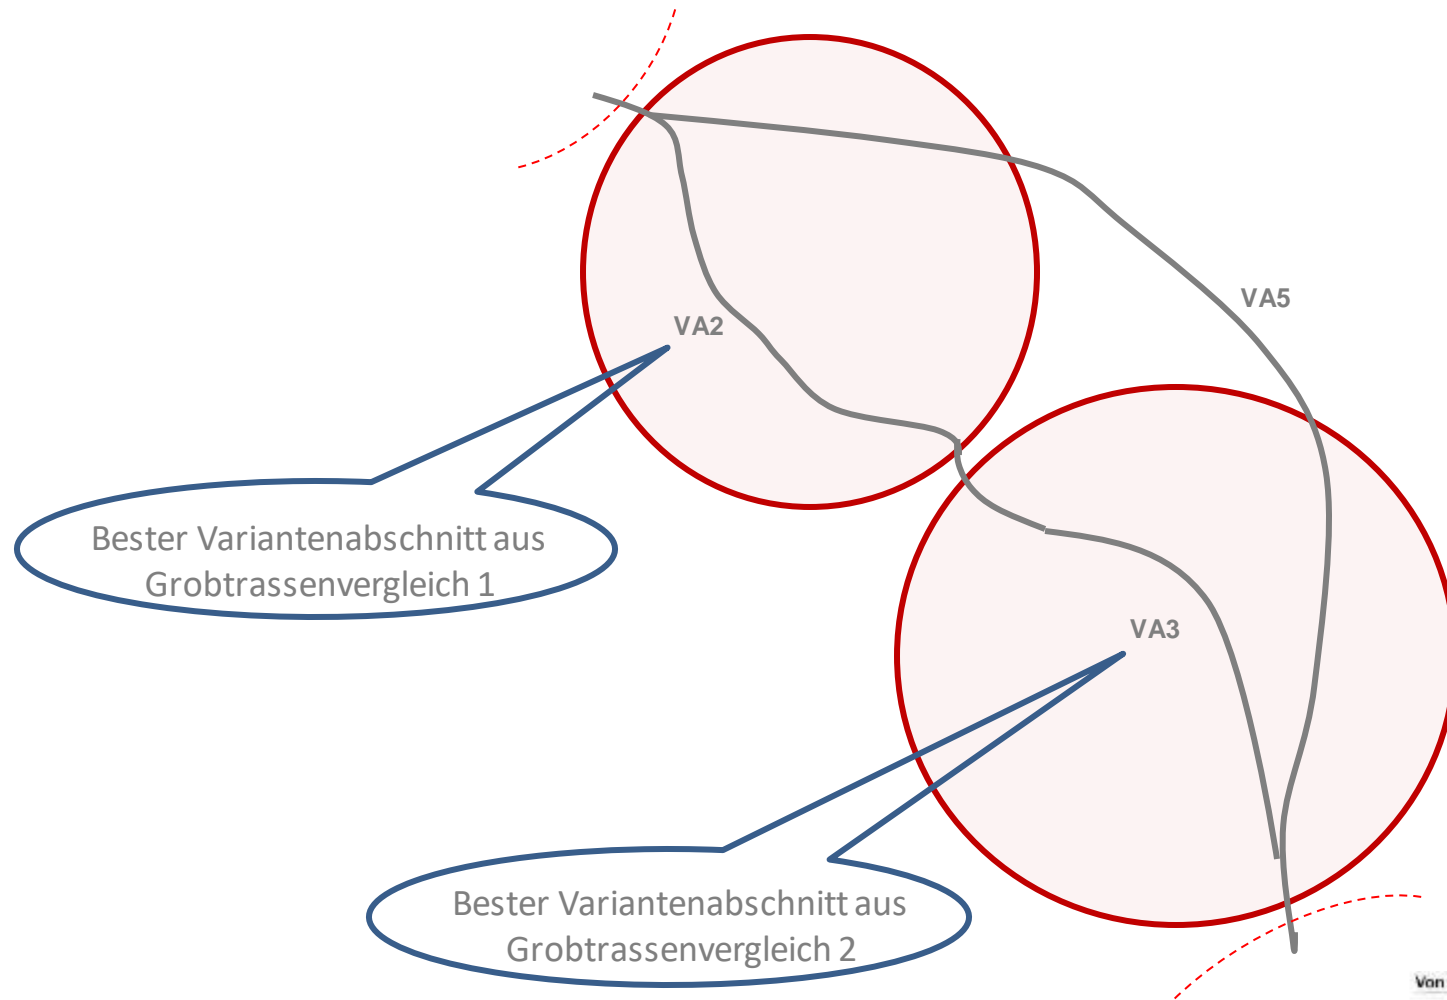 VA5
VA2
Bester Variantenabschnitt aus
Grobtrassenvergleich 1
VA3
Bester Variantenabschnitt aus
Grobtrassenvergleich 2
Von